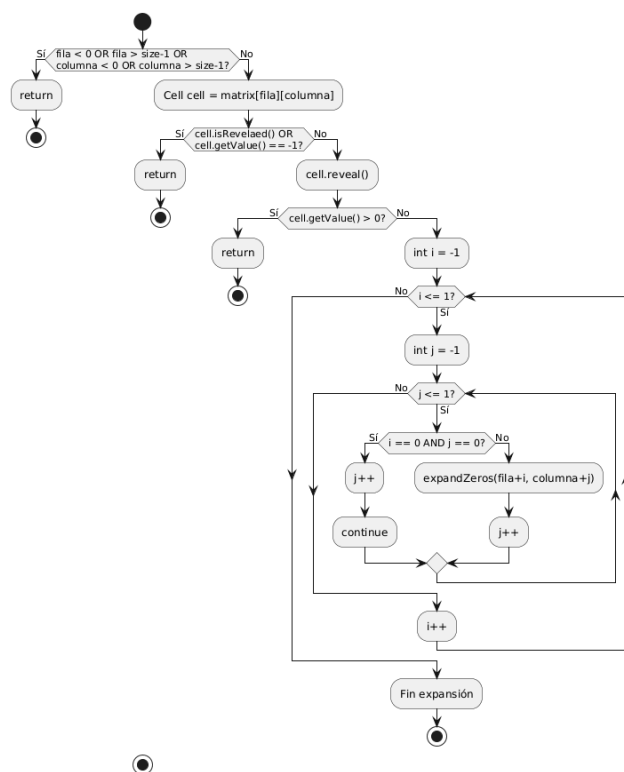 Sí
fila < 0 OR fila > size-1 OR
columna < 0 OR columna > size-1?
No
return
Cell cell = matrix[fila][columna]
Sí
cell.isRevelaed() OR
cell.getValue() == -1?
No
return
cell.reveal()
Sí
cell.getValue() > 0?
No
return
int i = -1
No
i <= 1?
Sí
int j = -1
No
j <= 1?
Sí
Sí
i == 0 AND j == 0?
No
j++
expandZeros(fila+i, columna+j)
continue
j++
i++
Fin expansión